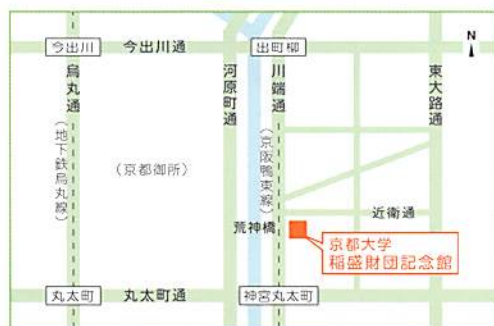 今出川
今出川通
出町柳
N
烏丸通
河原町通
川端通
東大路通
(地下鉄烏丸線)
(京都御所)
(京阪鴨東線)
近衛通
荒神橋
京都大学
稲盛財団記念館
丸太町
丸太町通
神宮丸太町